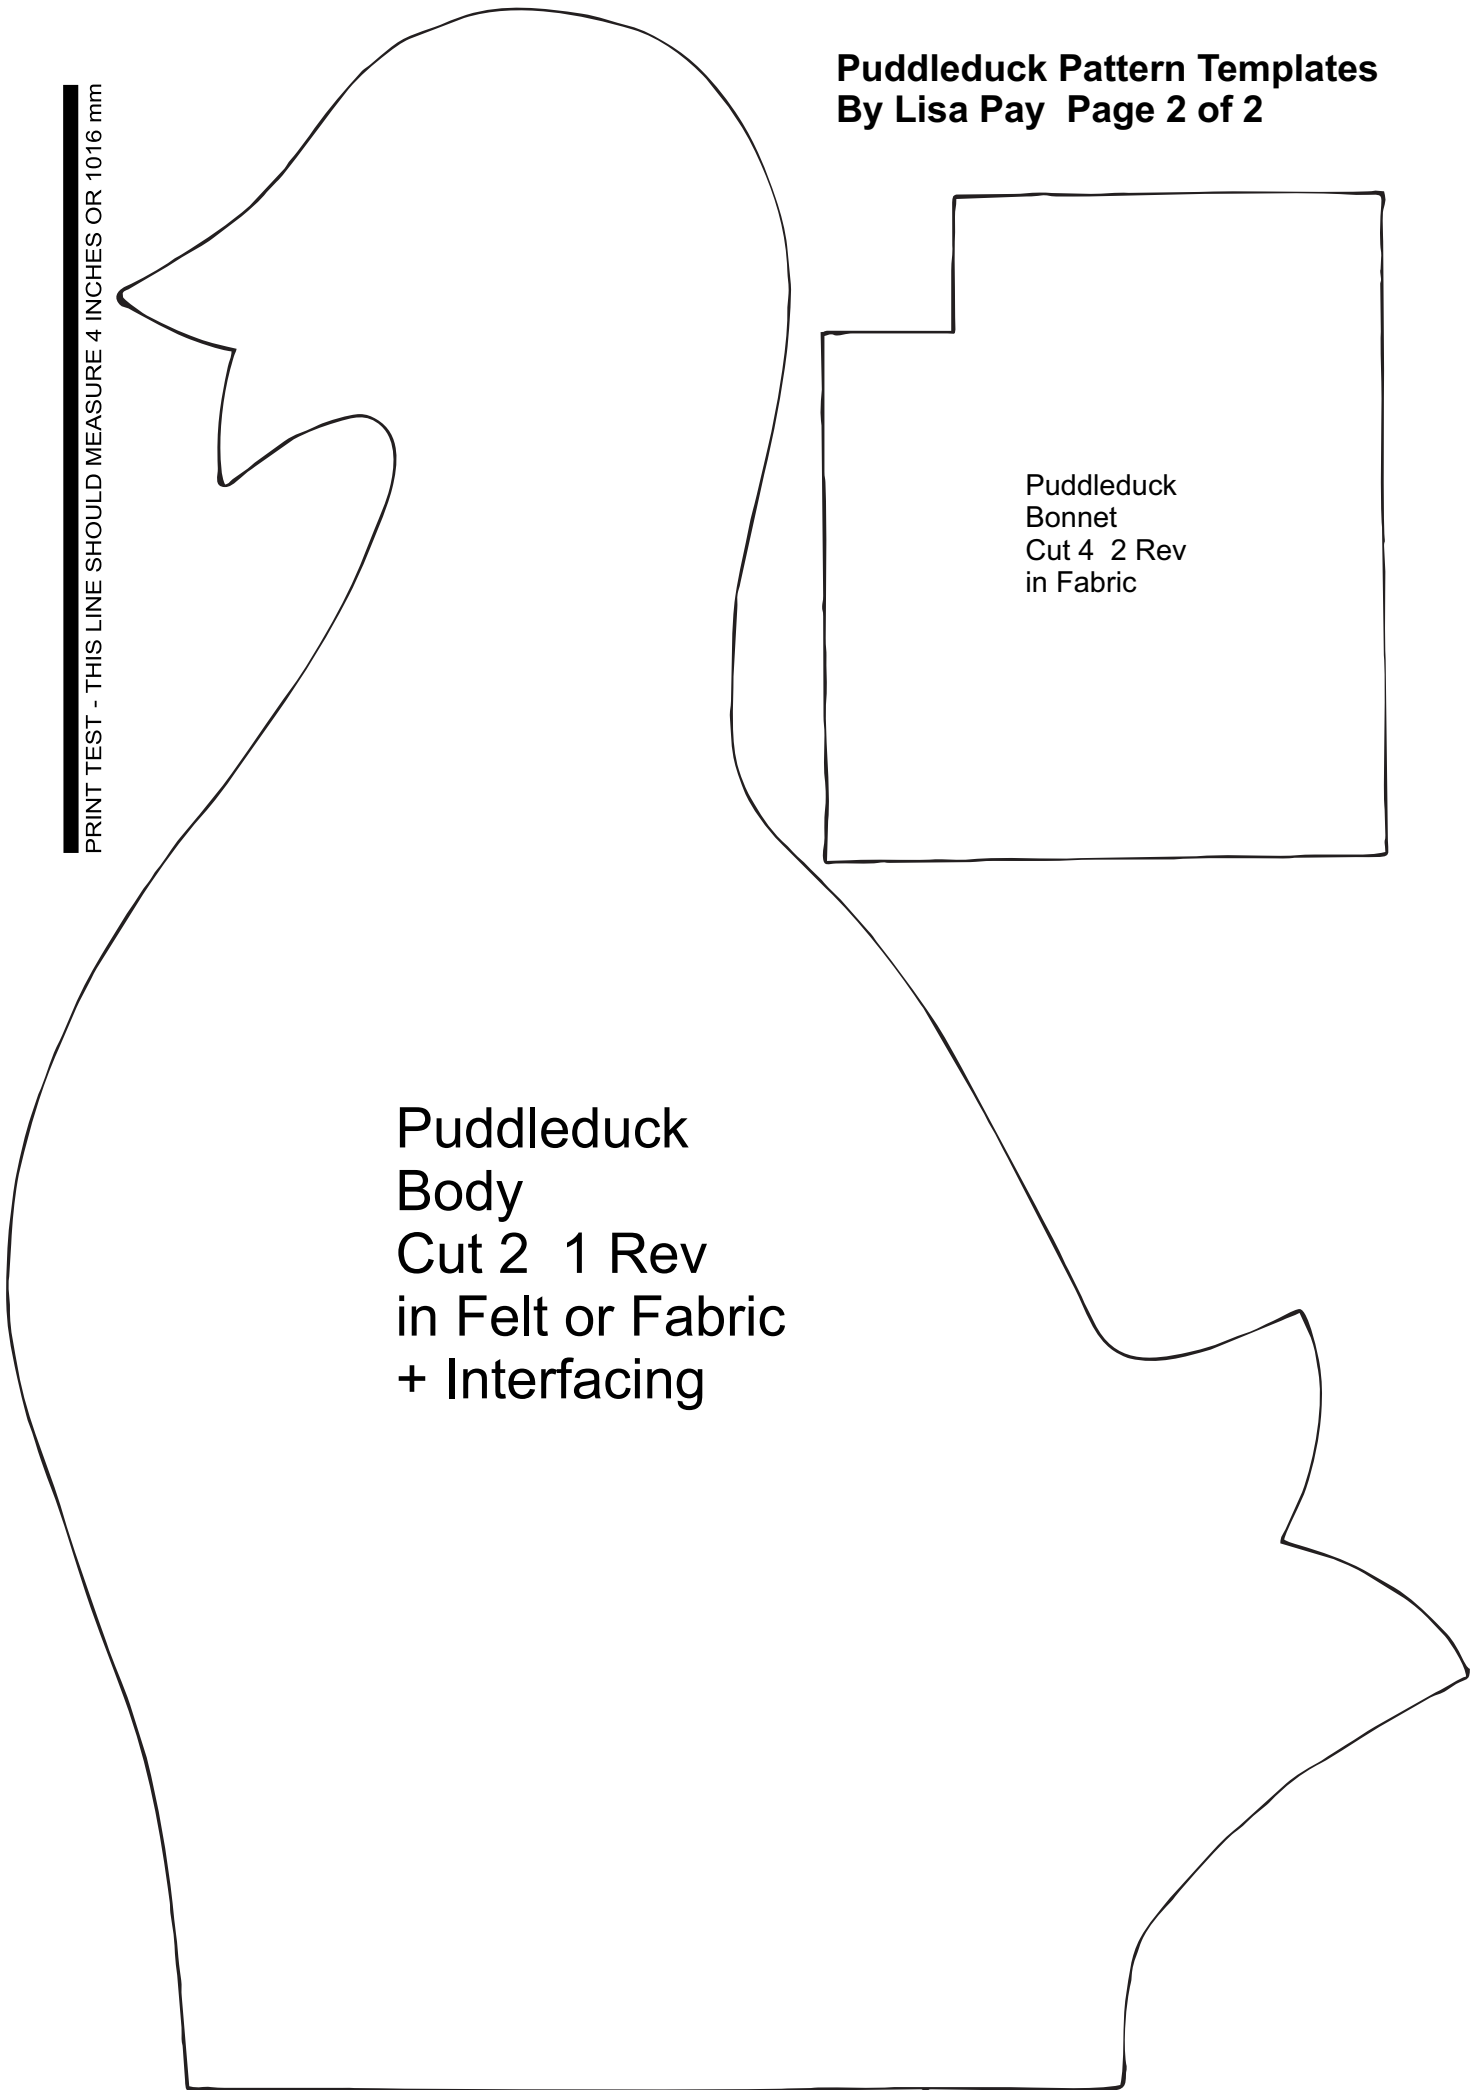 Puddleduck Pattern Templates
By Lisa Pay  Page 2 of 2
PRINT TEST - THIS LINE SHOULD MEASURE 4 INCHES OR 1016 mm
Puddleduck
Bonnet
Cut 4  2 Rev
in Fabric
Puddleduck
Body
Cut 2  1 Rev
in Felt or Fabric
+ Interfacing